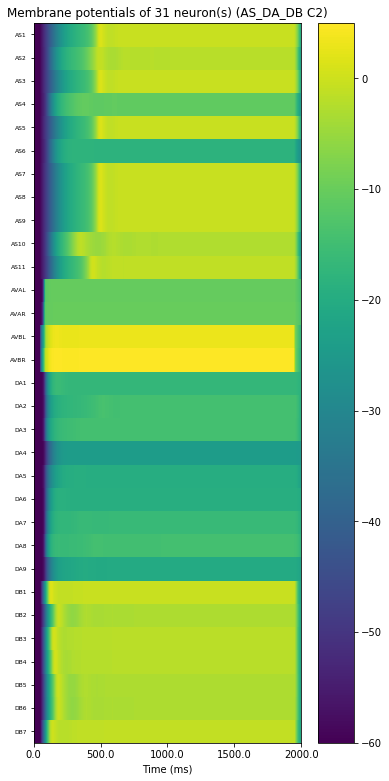 Membrane potentials of 31 neuron(s) (AS_DA_DB C2)
AS1
AS2
AS3
AS4
AS5
AS6
AS7
AS8
AS9
AS10
AS11
AVAL
AVAR
AVBL
AVBR
DA1
DA2
DA3
DA4
DA5
DA6
DA7
DA8
DA9
DB1
DB2
DB3
DB4
DB5
DB6
DB7
0.0 500.0 1000.0 1500.0 2000.0
Time (ms)
0
−10
−20
−30
−40
−50
−60